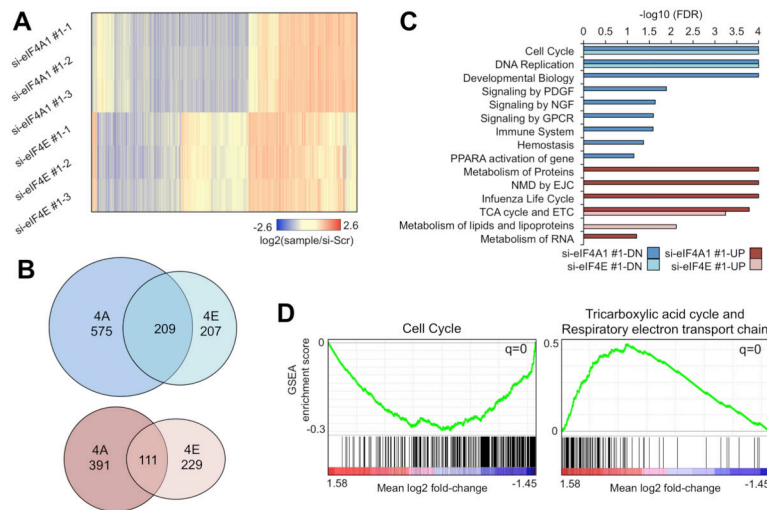 A
si-eIF4A1 #1-1
si-eIF4A1 #1-2
si-eIF4A1 #1-3
si-eIF4E #1-1
si-eIF4E #1-2
si-eIF4E #1-3
-2.6 2.6
log2(sample/si-Scr)
B
4A
575
209
4E
207
4A
391
111
4E
229
C
-log10 (FDR)
0 0.5 1 1.5 2 2.5 3 3.5 4
Cell Cycle
DNA Replication
Developmental Biology
Signaling by PDGF
Signaling by NGF
Signaling by GPCR
Immune System
Hemostasis
PPARA activation of gene
Metabolism of Proteins
NMD by EJC
Infuenza Life Cycle
TCA cycle and ETC
Metabolism of lipids and lipoproteins
Metabolism of RNA
si-eIF4A1 #1-DN si-eIF4A1 #1-UP
si-eIF4E #1-DN si-eIF4E #1-UP
D
Cell Cycle
GSEA
enrichment score
0
-0.3
q=0
1.58 -1.45
Mean log2 fold-change
Tricarboxylic acid cycle and
Respiratory electron transport chain
0.5
0
q=0
1.58 -1.45
Mean log2 fold-change